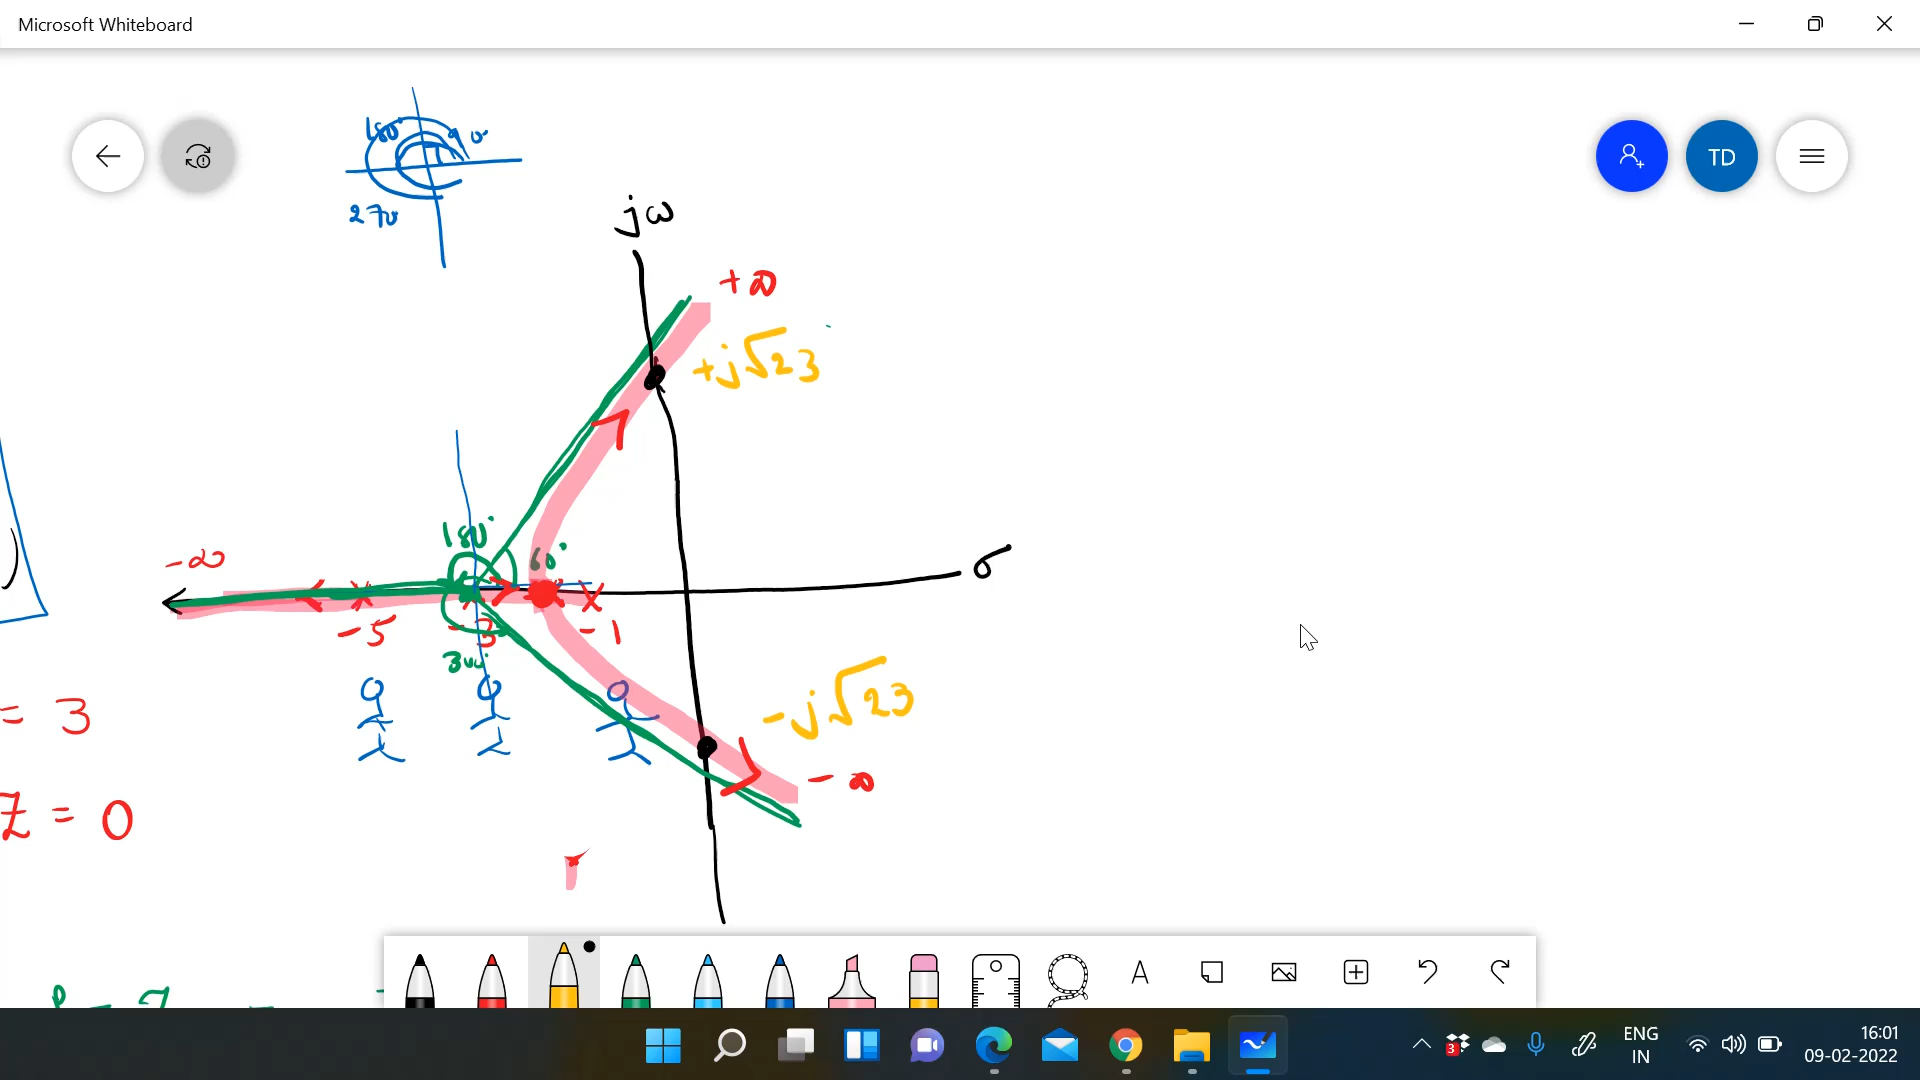 Microsoft Whiteboard
180° 90°
270
TD
jω
+∞
+j√23
180°
60°
-∞
σ
-5 -3 -1
300
-j√23
= 3
-∞
Z = 0
A
ENG
IN
16:01
09-02-2022
3